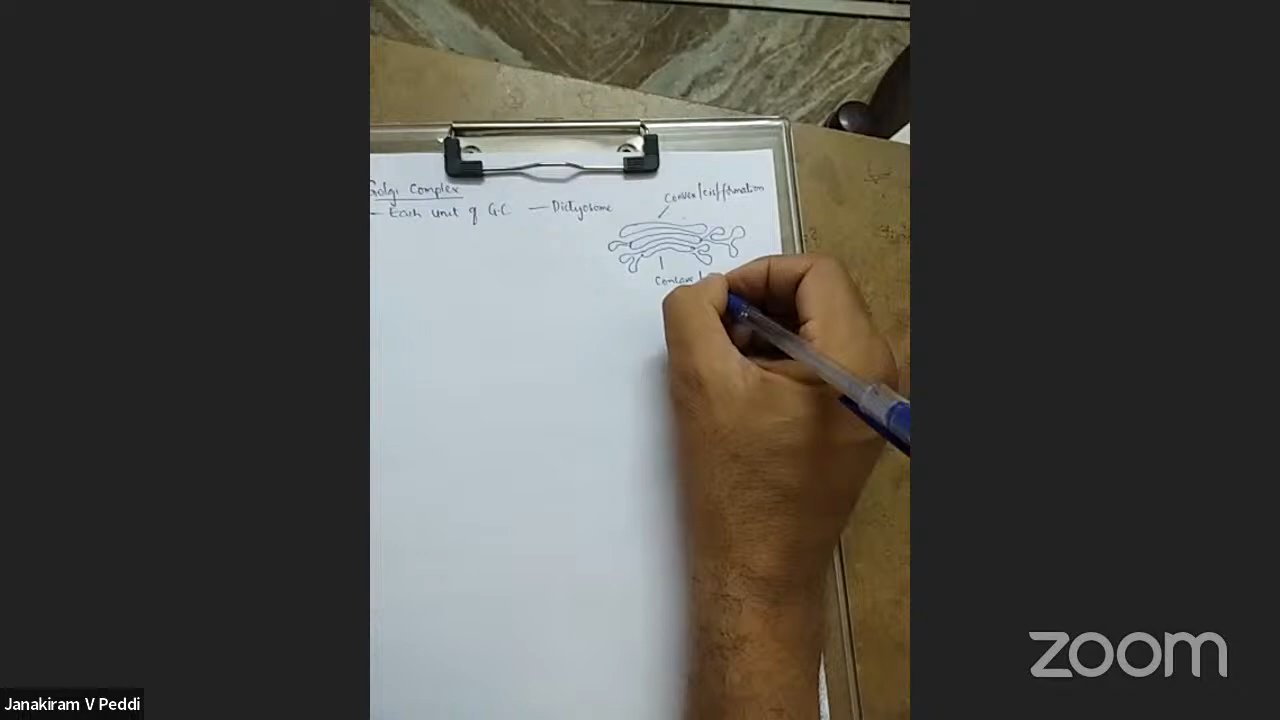 Golgi Complex
- Each unit of G.C — Dictyosome
Convex/cis/formation
Concave /
zoom
Janakiram V Peddi